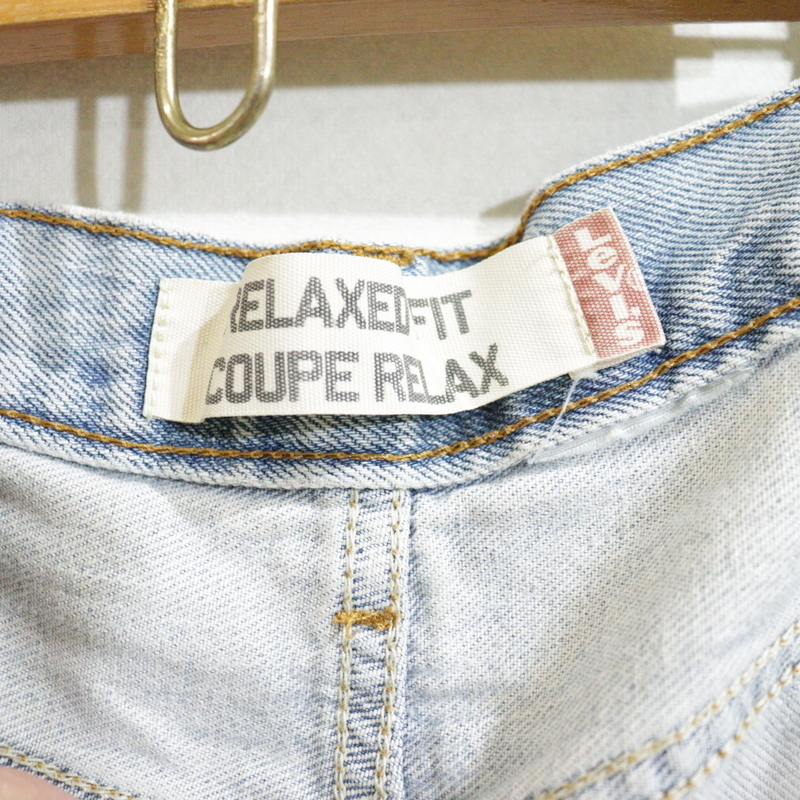 RELAXED FIT
COUPE RELAX
Levi's